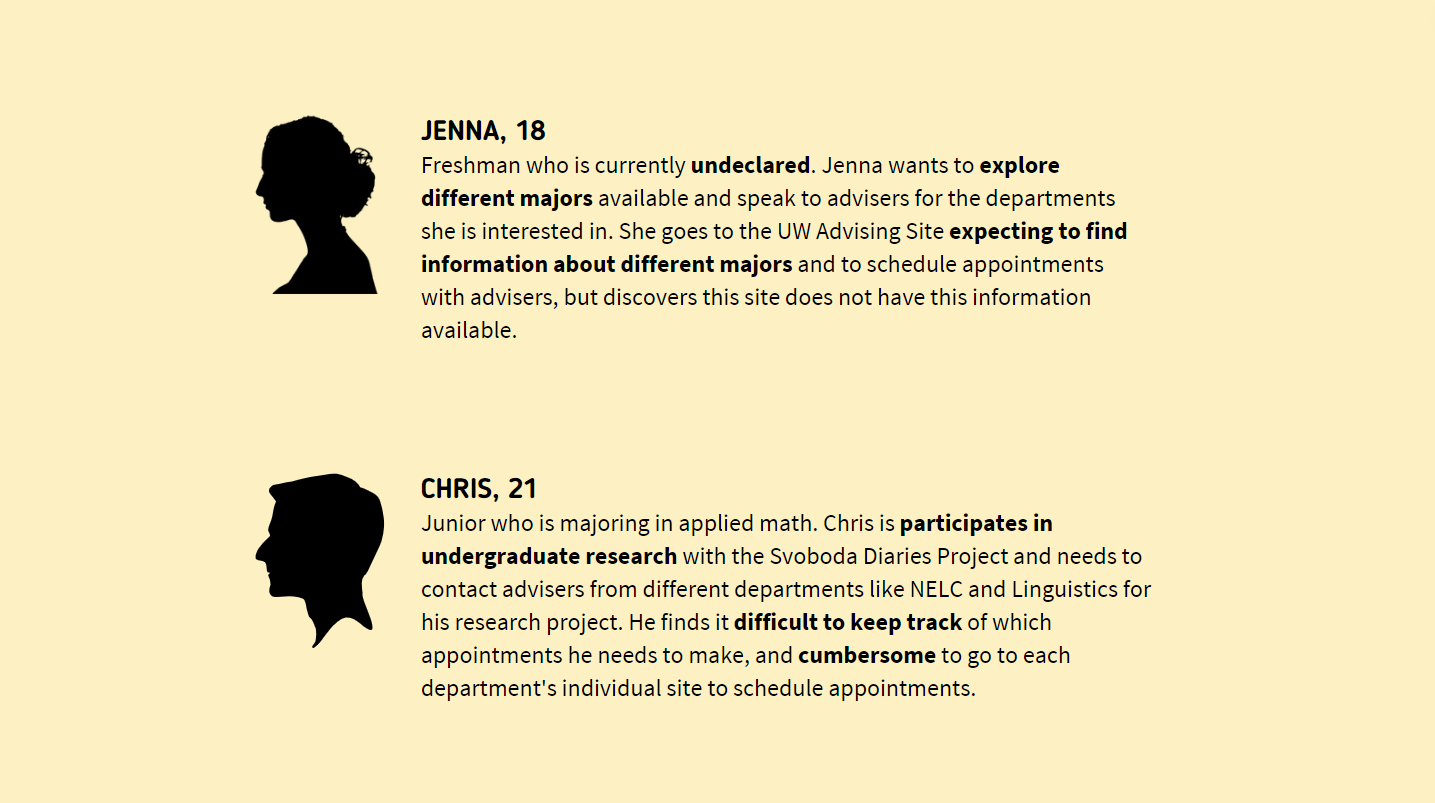 JENNA, 18
Freshman who is currently undeclared. Jenna wants to explore
different majors available and speak to advisers for the departments
she is interested in. She goes to the UW Advising Site expecting to find
information about different majors and to schedule appointments
with advisers, but discovers this site does not have this information
available.
CHRIS, 21
Junior who is majoring in applied math. Chris is participates in
undergraduate research with the Svoboda Diaries Project and needs to
contact advisers from different departments like NELC and Linguistics for
his research project. He finds it difficult to keep track of which
appointments he needs to make, and cumbersome to go to each
department's individual site to schedule appointments.